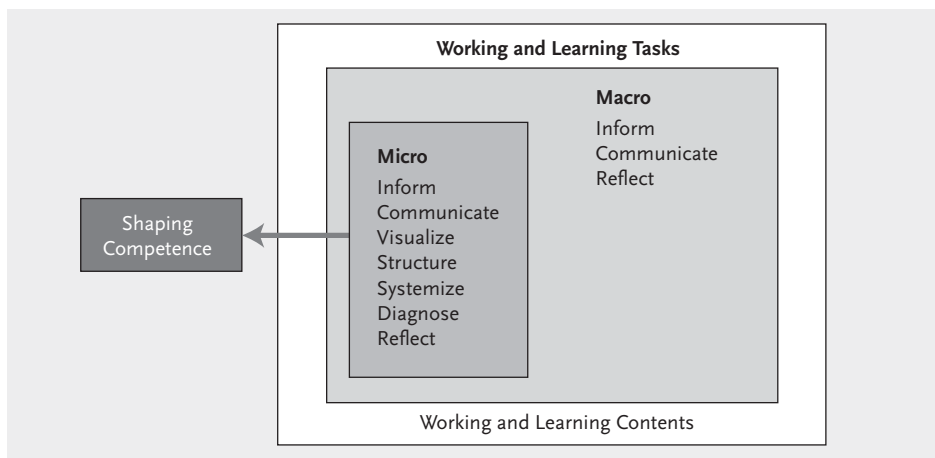 Working and Learning Tasks
Macro
Inform
Communicate
Reflect
Micro
Inform
Communicate
Visualize
Structure
Systemize
Diagnose
Reflect
Shaping
Competence
Working and Learning Contents